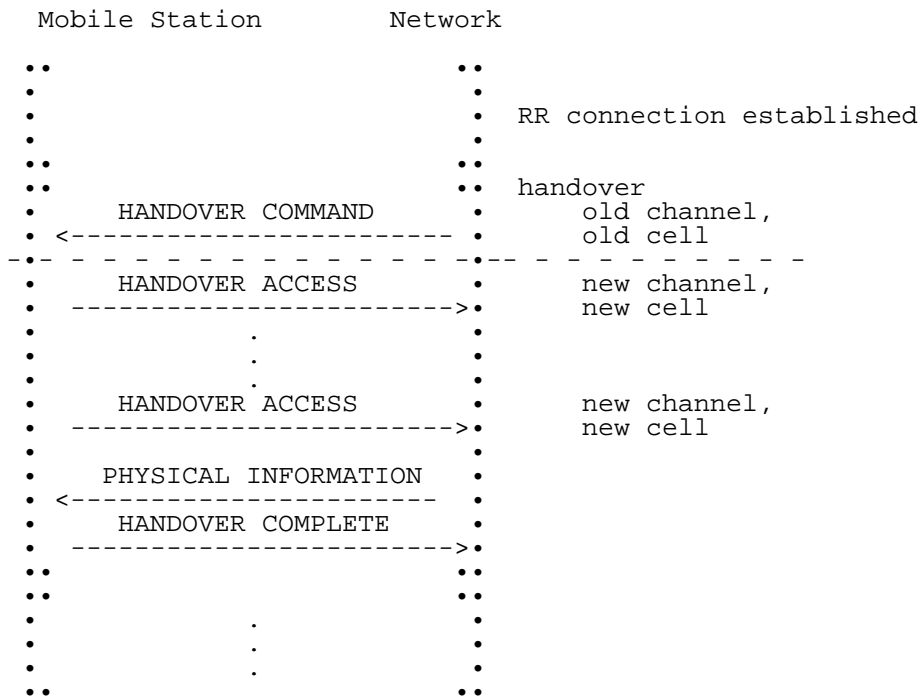 Mobile Station Network
RR connection established
handover
HANDOVER COMMAND old channel,
<------------------------ old cell
HANDOVER ACCESS new channel,
------------------------> new cell
.
.
.
HANDOVER ACCESS new channel,
------------------------> new cell
PHYSICAL INFORMATION
<-----------------------
HANDOVER COMPLETE
------------------------>
.
.
.